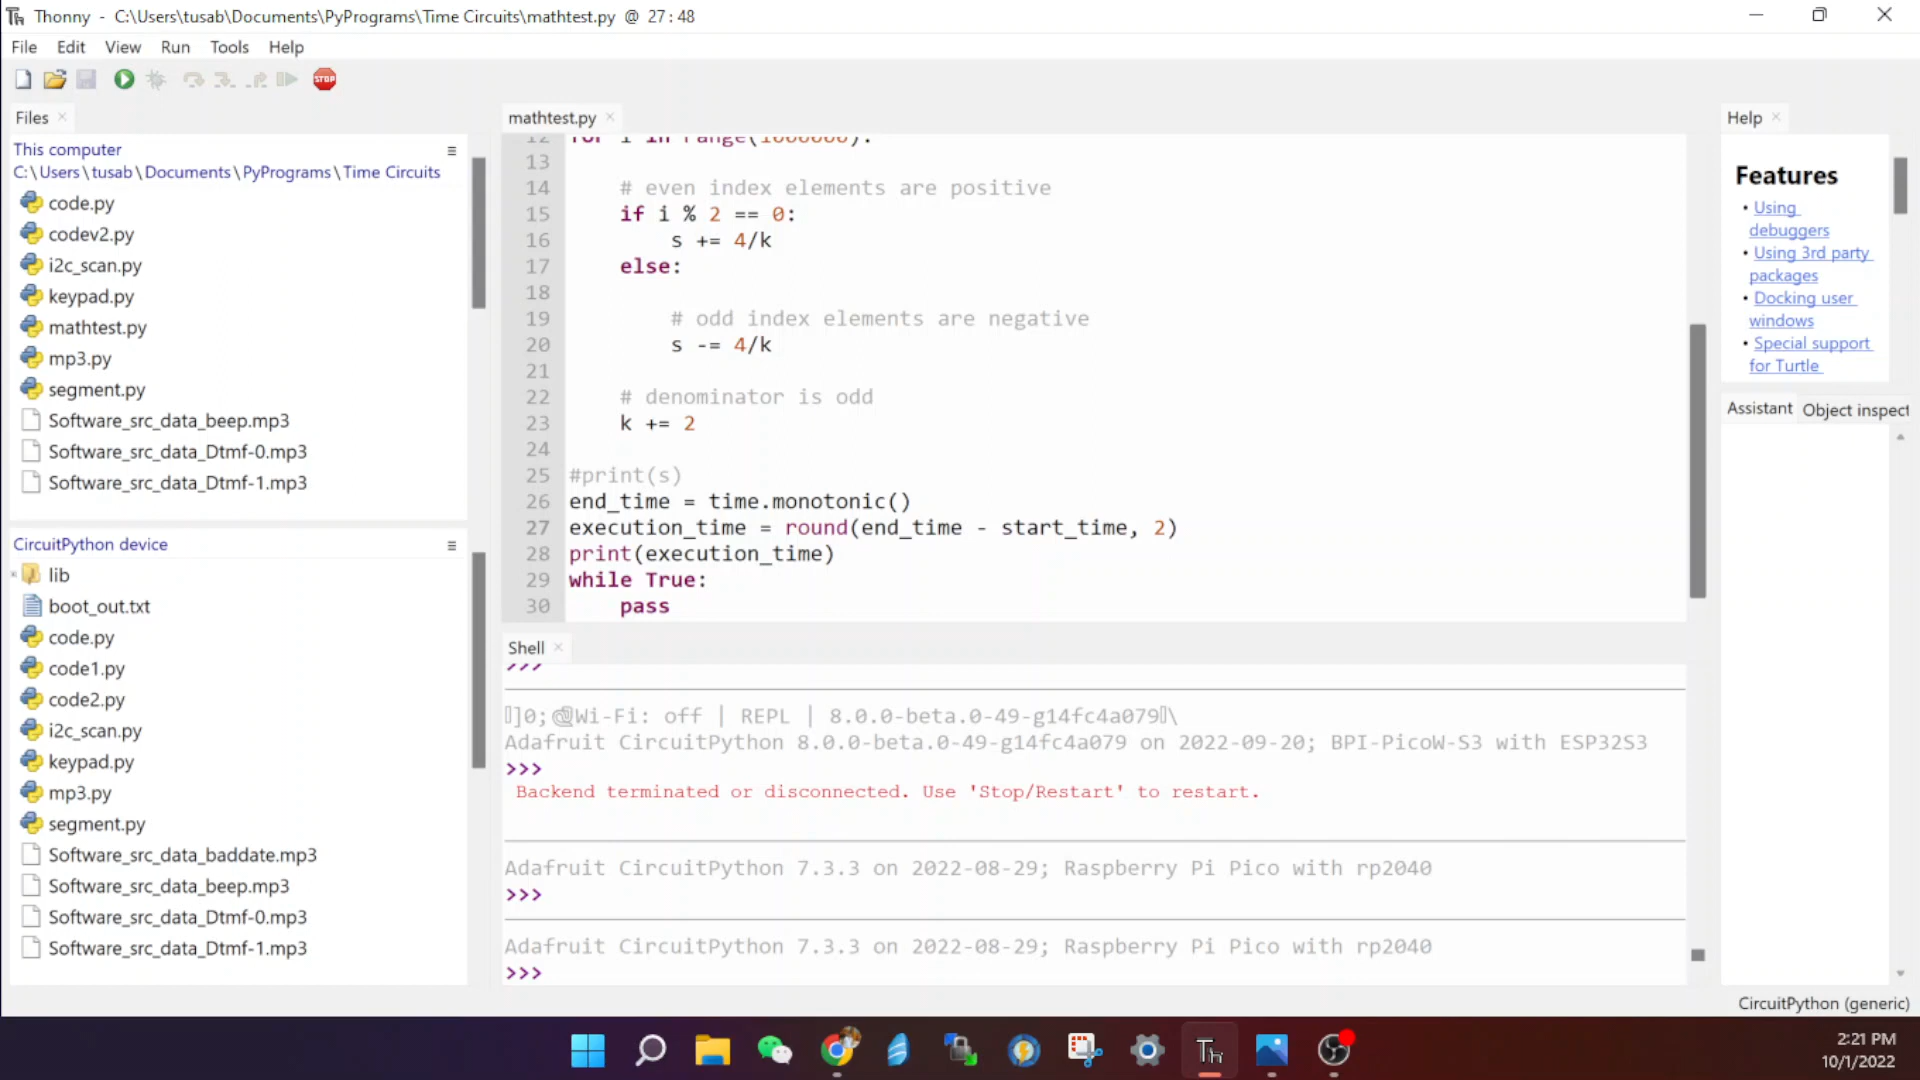 Thonny - C:\Users\tusab\Documents\PyPrograms\Time Circuits\mathtest.py @ 27:48
File Edit View Run Tools Help
STOP
Files
This computer
C:\Users\tusab\Documents\PyPrograms\Time Circuits
code.py
codev2.py
i2c_scan.py
keypad.py
mathtest.py
mp3.py
segment.py
Software_src_data_beep.mp3
Software_src_data_Dtmf-0.mp3
Software_src_data_Dtmf-1.mp3
CircuitPython device
lib
boot_out.txt
code.py
code1.py
code2.py
i2c_scan.py
keypad.py
mp3.py
segment.py
Software_src_data_baddate.mp3
Software_src_data_beep.mp3
Software_src_data_Dtmf-0.mp3
Software_src_data_Dtmf-1.mp3
mathtest.py
12 for i in range(1000000):
13
14 # even index elements are positive
15 if i % 2 == 0:
16 s += 4/k
17 else:
18
19 # odd index elements are negative
20 s -= 4/k
21
22 # denominator is odd
23 k += 2
24
25 #print(s)
26 end_time = time.monotonic()
27 execution_time = round(end_time - start_time, 2)
28 print(execution_time)
29 while True:
30 pass
Shell
>>>
]0;@Wi-Fi: off | REPL | 8.0.0-beta.0-49-g14fc4a079\
Adafruit CircuitPython 8.0.0-beta.0-49-g14fc4a079 on 2022-09-20; BPI-PicoW-S3 with ESP32S3
>>>
Backend terminated or disconnected. Use 'Stop/Restart' to restart.
Adafruit CircuitPython 7.3.3 on 2022-08-29; Raspberry Pi Pico with rp2040
>>>
Adafruit CircuitPython 7.3.3 on 2022-08-29; Raspberry Pi Pico with rp2040
>>>
Help
Features
• Using
debuggers
• Using 3rd party
packages
• Docking user
windows
• Special support
for Turtle
Assistant Object inspect
CircuitPython (generic)
Th
2:21 PM
10/1/2022